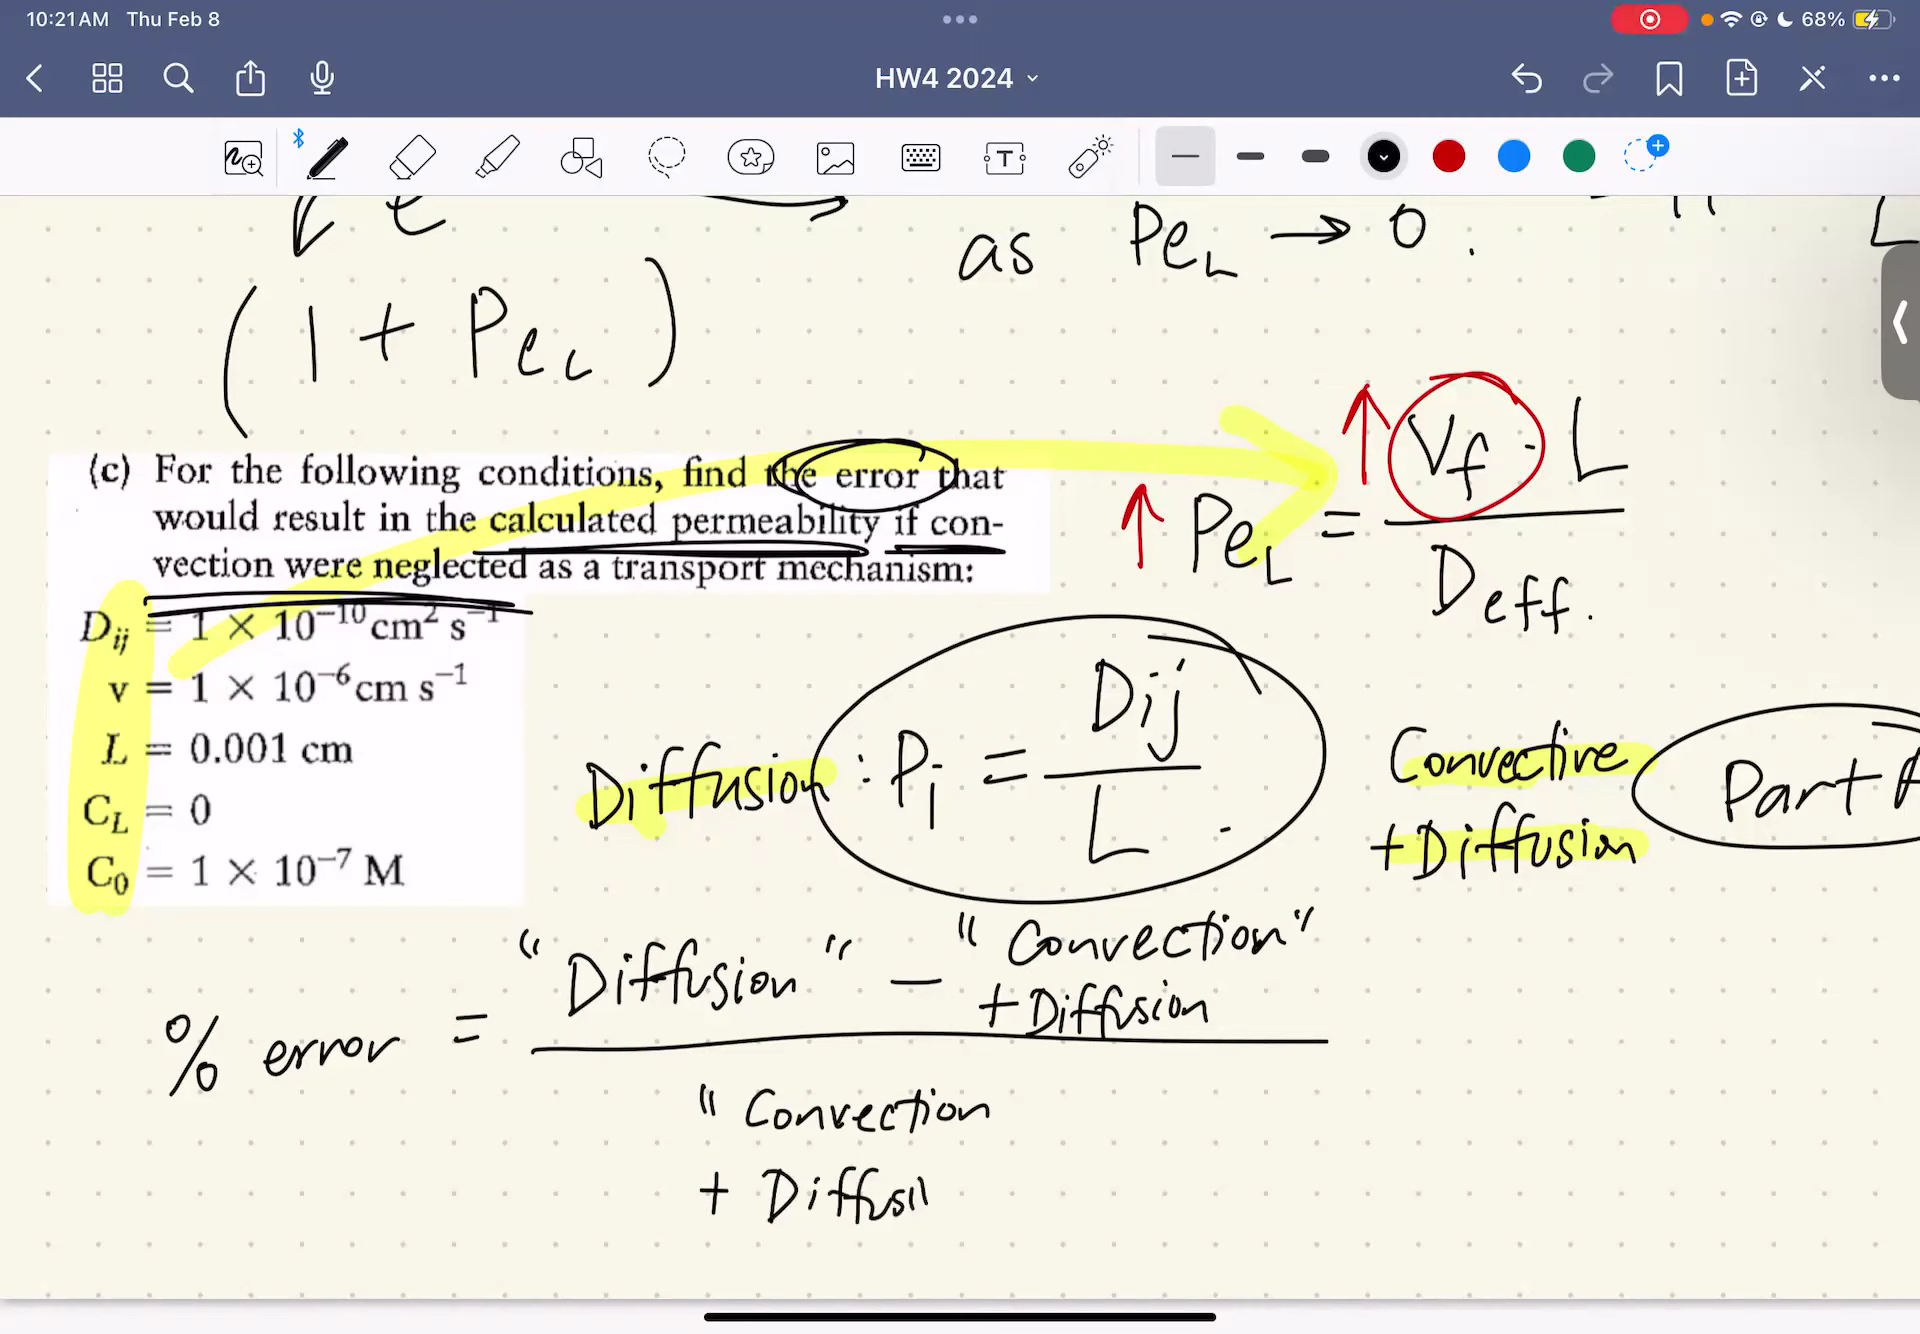 10:21 AM Thu Feb 8
68%
HW4 2024
T
e
as Pe_L → 0.
L
(1 + Pe_L)
(c) For the following conditions, find the error that
would result in the calculated permeability if con-
vection were neglected as a transport mechanism:
↑ Pe_L = ↑ V_f · L / D_eff.
D_ij = 1 × 10^−10 cm^2 s^−1
v = 1 × 10^−6 cm s^−1
L = 0.001 cm
C_L = 0
C_0 = 1 × 10^−7 M
Diffusion : P_i = D_ij / L.
Convective
+ Diffusion
Part A
% error =
"Diffusion" − "Convection"
+ Diffusion
"Convection
+ Diffusi